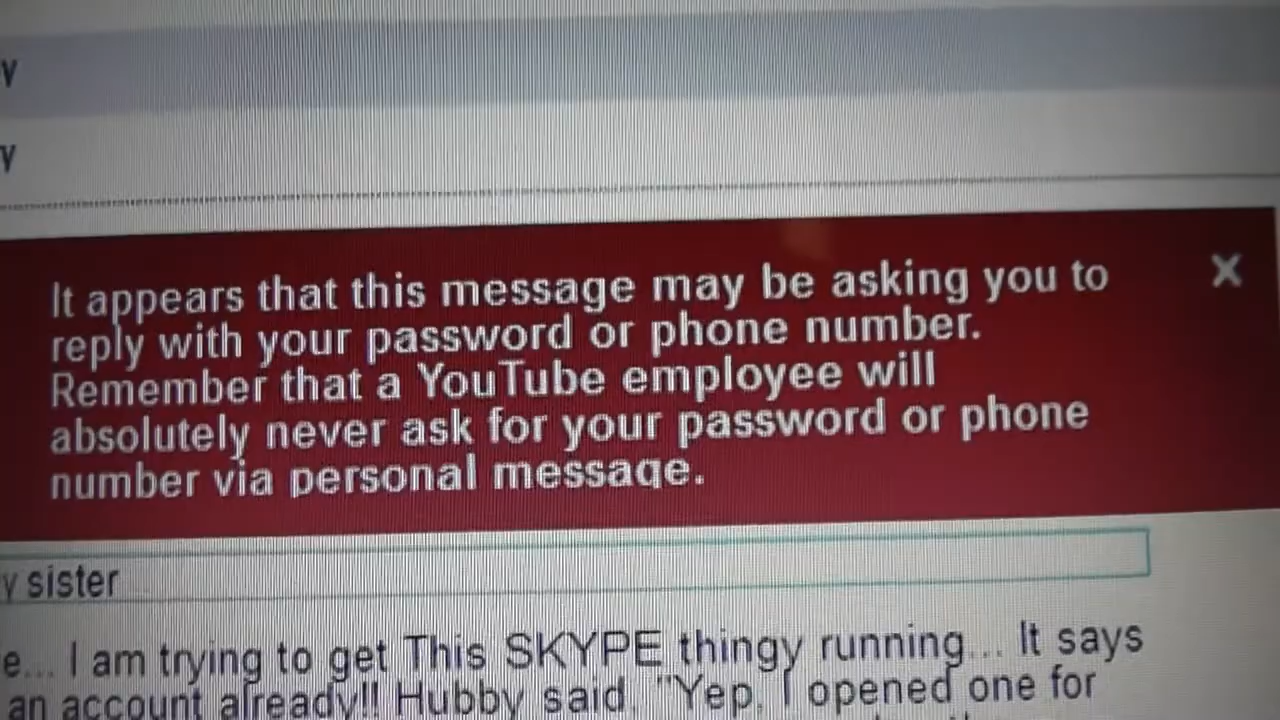 y
y
It appears that this message may be asking you to
reply with your password or phone number.
Remember that a YouTube employee will
absolutely never ask for your password or phone
number via personal message.
X
y sister
e... I am trying to get This SKYPE thingy running... It says
an account already!! Hubby said, "Yep, I opened one for